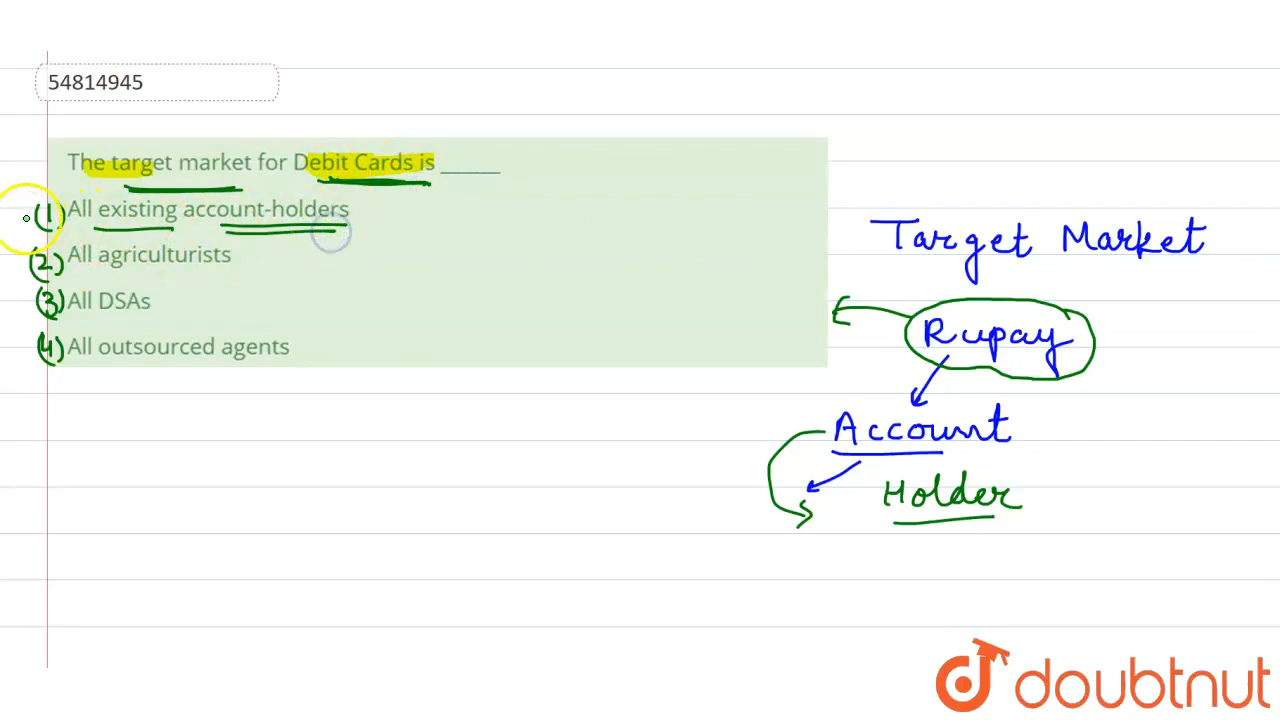 54814945
The target market for Debit Cards is _____
(1) All existing account-holders
(2) All agriculturists
(3) All DSAs
(4) All outsourced agents
Target Market
Rupay
Account
Holder
doubtnut